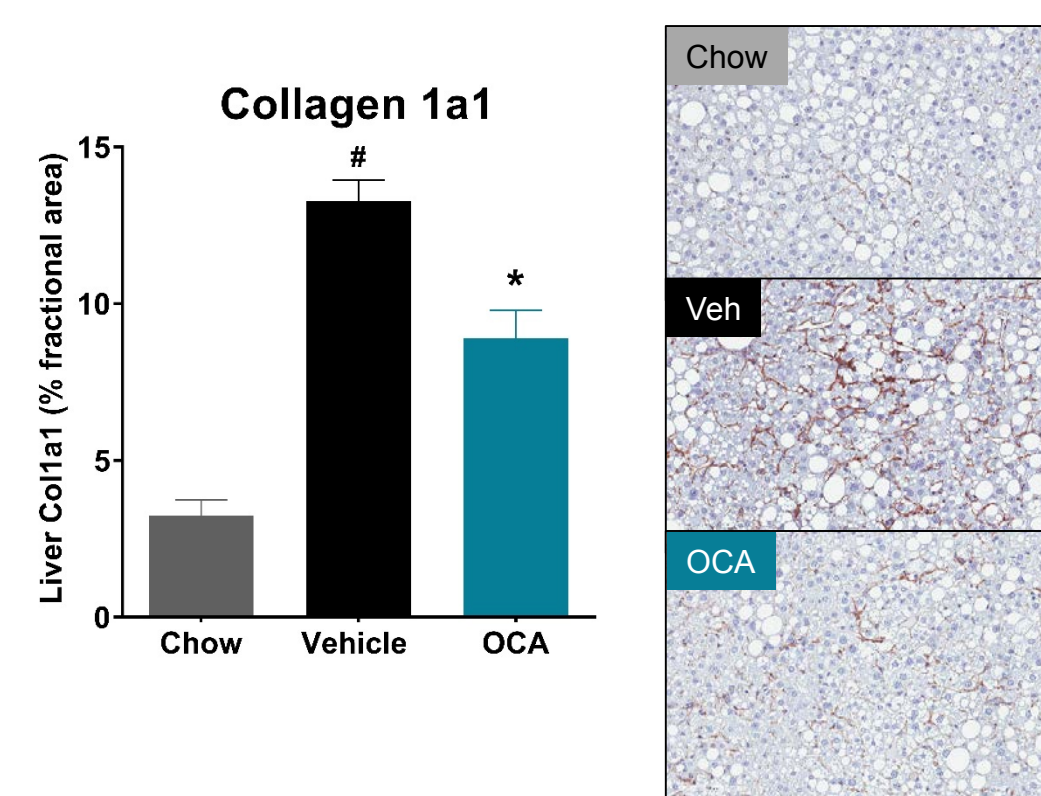 Collagen 1a1
Liver Col1a1 (% fractional area)
15
10
5
0
#
*
Chow
Vehicle
OCA
Chow
Veh
OCA